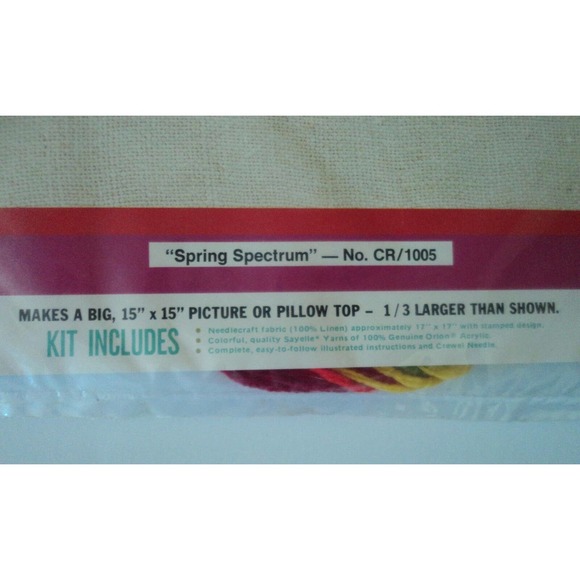 "Spring Spectrum" — No. CR/1005
MAKES A BIG, 15" x 15" PICTURE OR PILLOW TOP – 1/3 LARGER THAN SHOWN.
KIT INCLUDES
• Needlecraft fabric (100% Linen) approximately 17" x 17" with stamped design.
• Colorful, quality Sayelle* Yarns of 100% Genuine Orlon® Acrylic.
• Complete, easy-to-follow illustrated instructions and Crewel Needle.